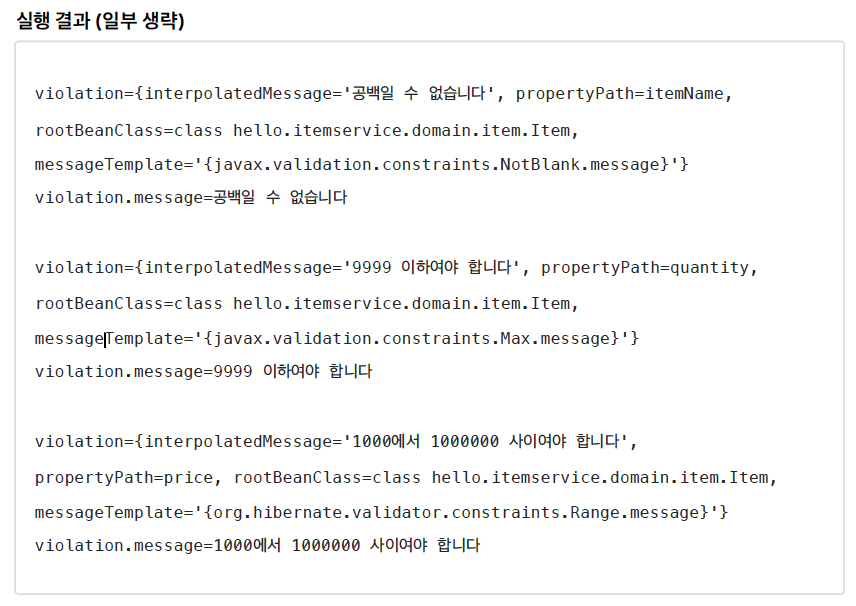 실행 결과 (일부 생략)
violation={interpolatedMessage='공백일 수 없습니다', propertyPath=itemName,
rootBeanClass=class hello.itemservice.domain.item.Item,
messageTemplate='{javax.validation.constraints.NotBlank.message}'}
violation.message=공백일 수 없습니다
violation={interpolatedMessage='9999 이하여야 합니다', propertyPath=quantity,
rootBeanClass=class hello.itemservice.domain.item.Item,
messageTemplate='{javax.validation.constraints.Max.message}'}
violation.message=9999 이하여야 합니다
violation={interpolatedMessage='1000에서 1000000 사이여야 합니다',
propertyPath=price, rootBeanClass=class hello.itemservice.domain.item.Item,
messageTemplate='{org.hibernate.validator.constraints.Range.message}'}
violation.message=1000에서 1000000 사이여야 합니다